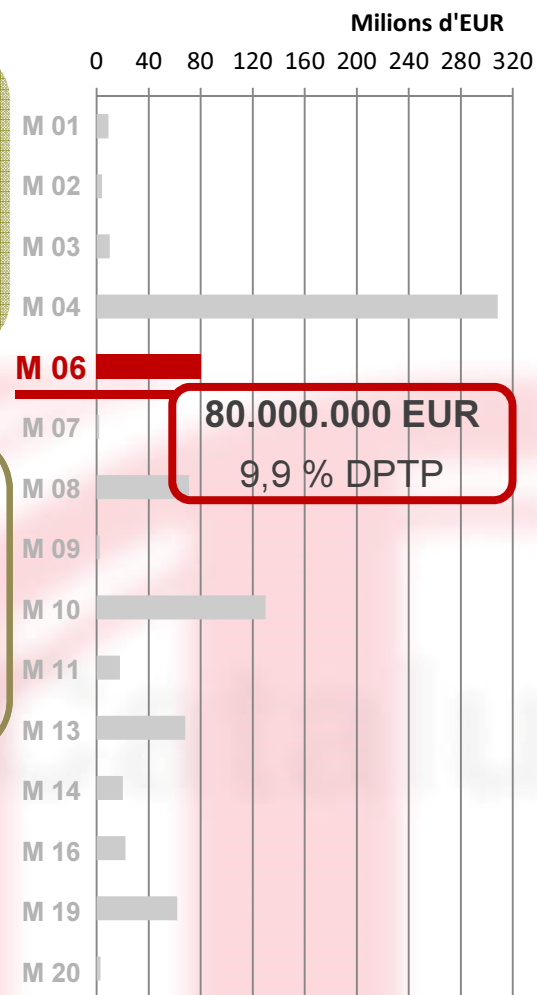 Milions d'EUR
0 40 80 120 160 200 240 280 320
M 01
M 02
M 03
M 04
M 06
80.000.000 EUR
M 07
9,9 % DPTP
M 08
M 09
M 10
M 11
M 13
M 14
M 16
M 19
M 20